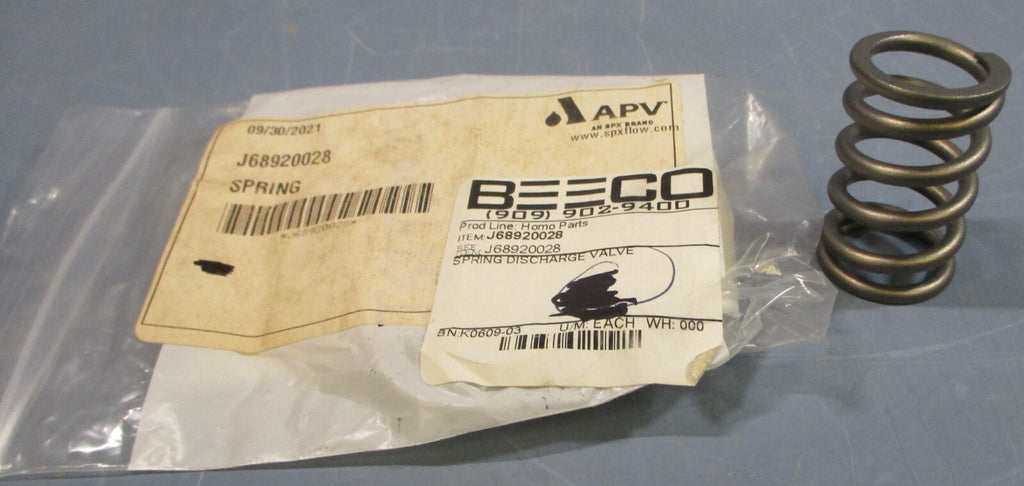 09/30/2021
APV
AN SPX BRAND
www.spxflow.com
J68920028
SPRING
*J68920028*
BEECO
(909) 902-9400
Prod Line: Homo Parts
ITEM: J68920028
J68920028
SPRING DISCHARGE VALVE
BN:K0609-03 U/M: EACH WH: 000